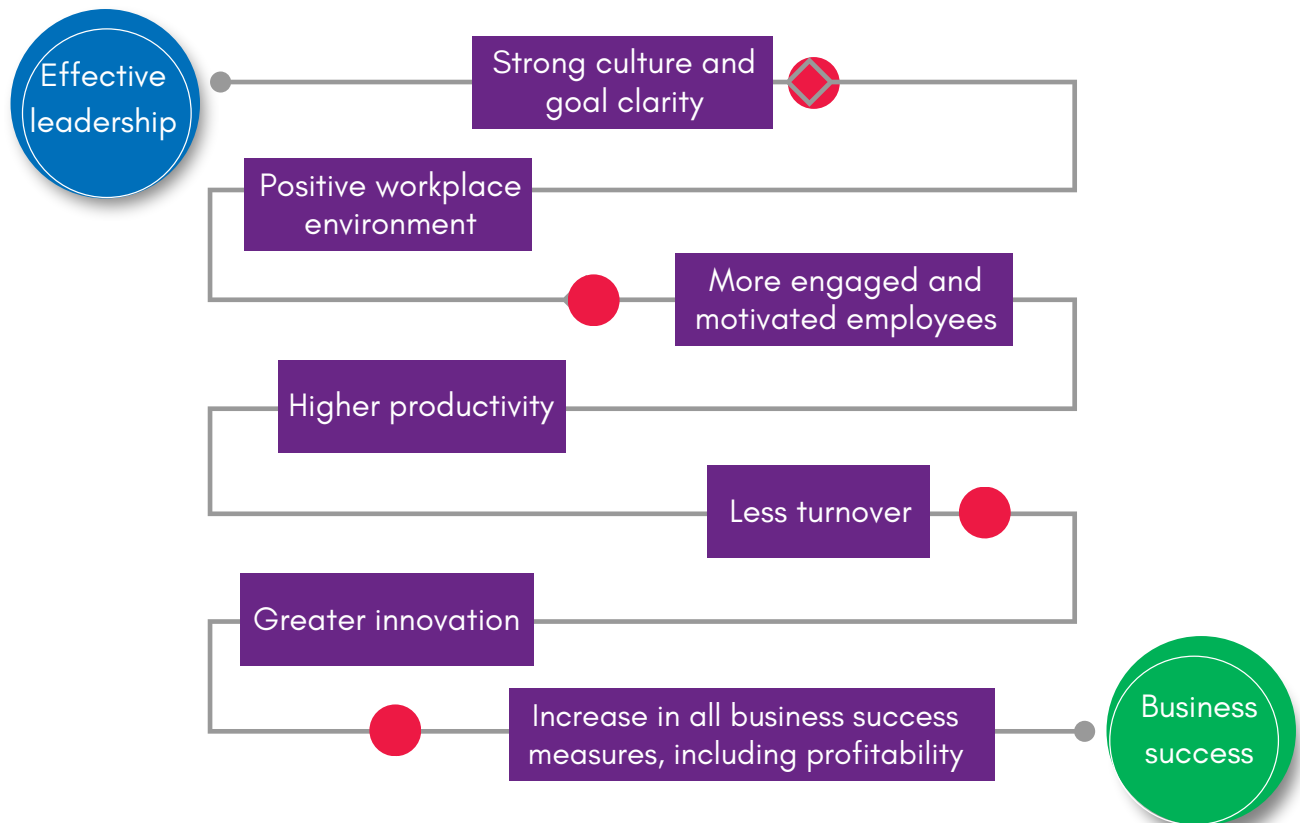 Effective
leadership
Strong culture and
goal clarity
Positive workplace
environment
More engaged and
motivated employees
Higher productivity
Less turnover
Greater innovation
Increase in all business success
measures, including profitability
Business
success